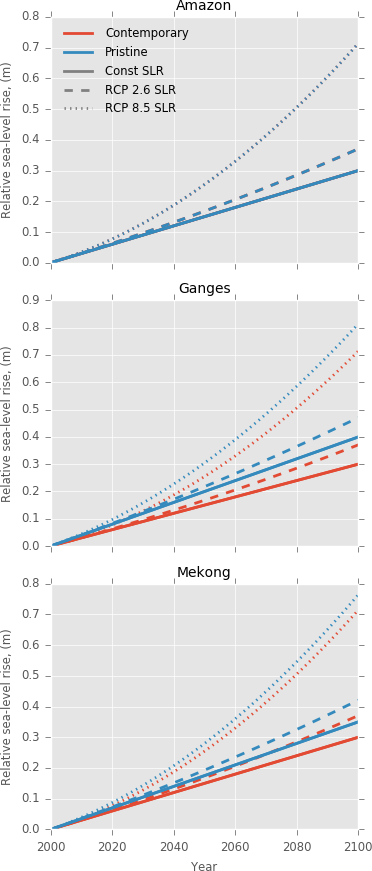 Amazon
0.8
0.7
0.6
0.5
0.4
0.3
0.2
0.1
0.0
Relative sea-level rise, (m)
Contemporary
Pristine
Const SLR
RCP 2.6 SLR
RCP 8.5 SLR
Ganges
0.9
0.8
0.7
0.6
0.5
0.4
0.3
0.2
0.1
0.0
Relative sea-level rise, (m)
Mekong
0.8
0.7
0.6
0.5
0.4
0.3
0.2
0.1
0.0
Relative sea-level rise, (m)
2000 2020 2040 2060 2080 2100
Year